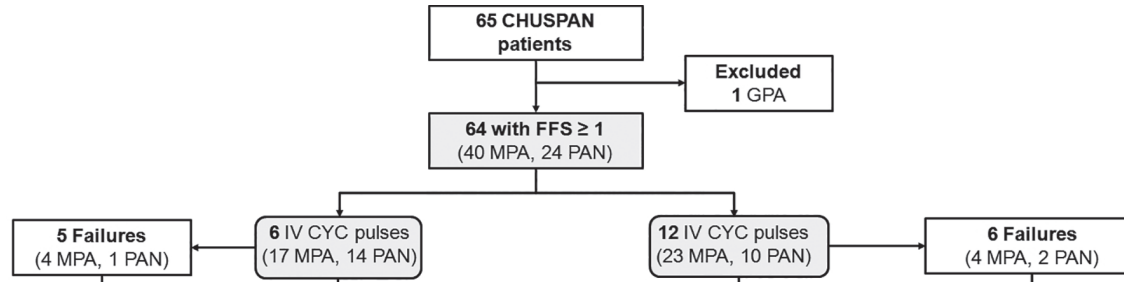 65 CHUSPAN
patients
Excluded
1 GPA
64 with FFS ≥ 1
(40 MPA, 24 PAN)
5 Failures
(4 MPA, 1 PAN)
6 IV CYC pulses
(17 MPA, 14 PAN)
12 IV CYC pulses
(23 MPA, 10 PAN)
6 Failures
(4 MPA, 2 PAN)